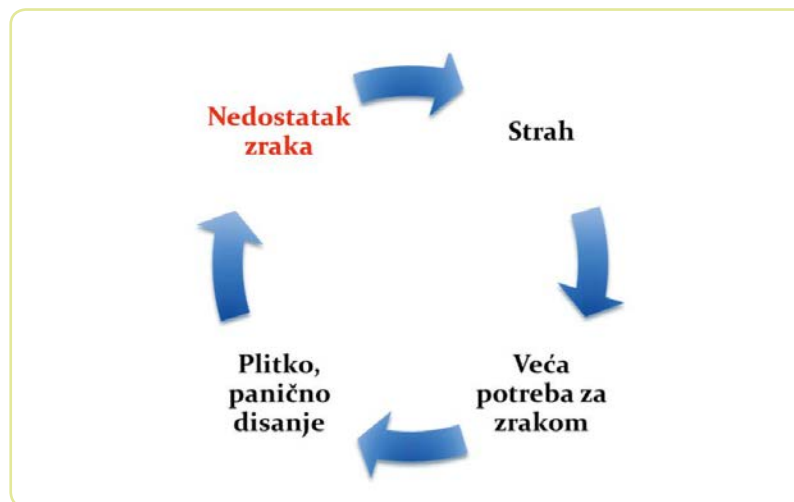 Nedostatak
zraka
Strah
Veća
potreba za
zrakom
Plitko,
panično
disanje